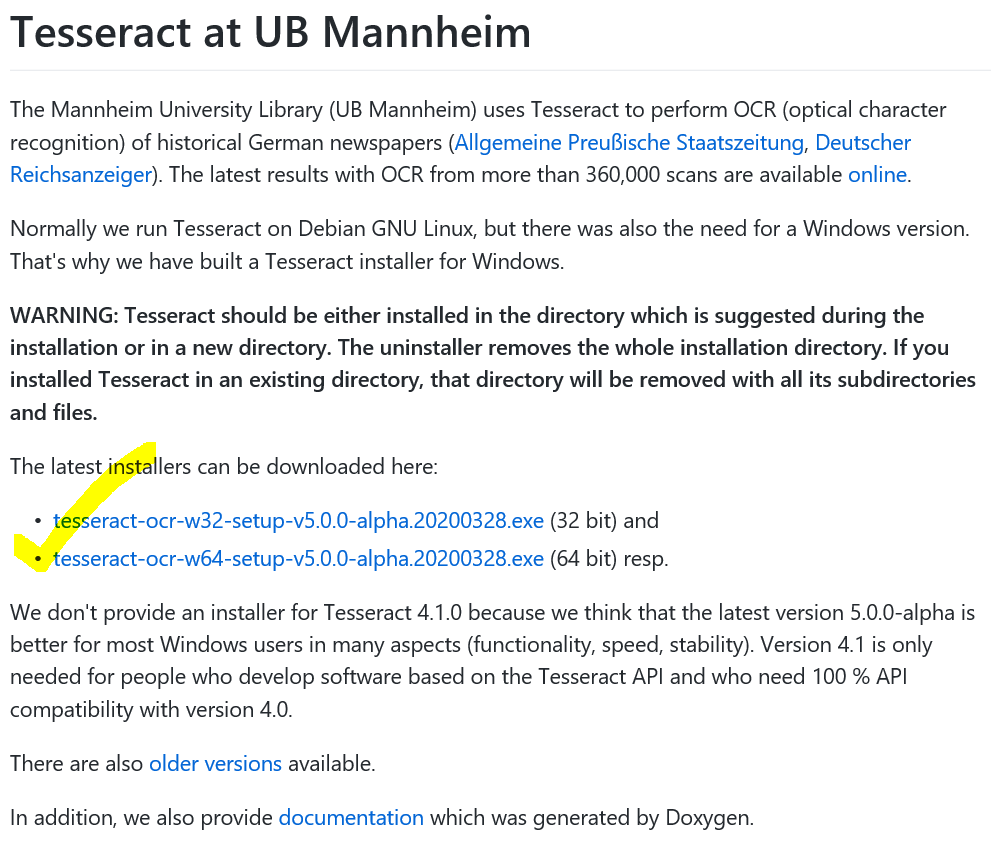 Tesseract at UB Mannheim
The Mannheim University Library (UB Mannheim) uses Tesseract to perform OCR (optical character
recognition) of historical German newspapers (Allgemeine Preußische Staatszeitung, Deutscher
Reichsanzeiger). The latest results with OCR from more than 360,000 scans are available online.
Normally we run Tesseract on Debian GNU Linux, but there was also the need for a Windows version.
That's why we have built a Tesseract installer for Windows.
WARNING: Tesseract should be either installed in the directory which is suggested during the
installation or in a new directory. The uninstaller removes the whole installation directory. If you
installed Tesseract in an existing directory, that directory will be removed with all its subdirectories
and files.
The latest installers can be downloaded here:
• tesseract-ocr-w32-setup-v5.0.0-alpha.20200328.exe (32 bit) and
• tesseract-ocr-w64-setup-v5.0.0-alpha.20200328.exe (64 bit) resp.
We don't provide an installer for Tesseract 4.1.0 because we think that the latest version 5.0.0-alpha is
better for most Windows users in many aspects (functionality, speed, stability). Version 4.1 is only
needed for people who develop software based on the Tesseract API and who need 100 % API
compatibility with version 4.0.
There are also older versions available.
In addition, we also provide documentation which was generated by Doxygen.